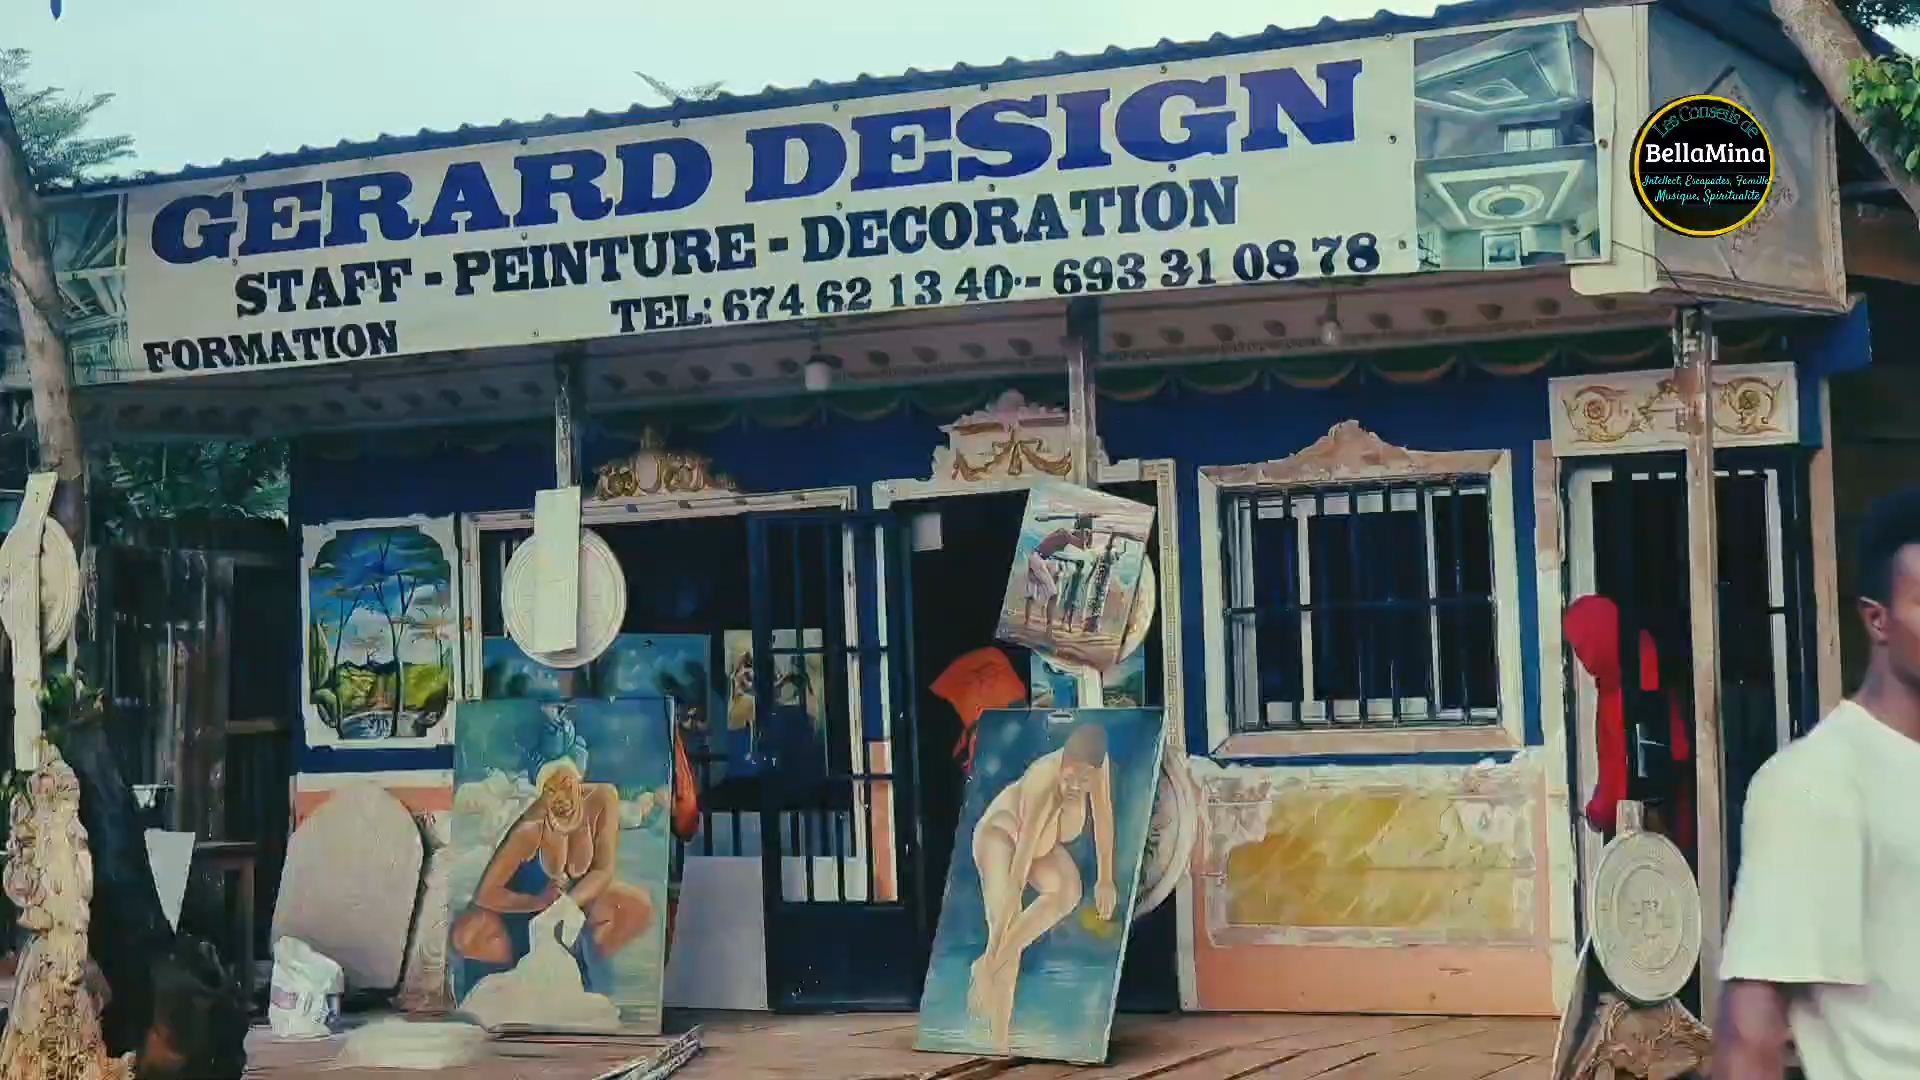 GERARD DESIGN
STAFF - PEINTURE - DECORATION
TEL: 674 62 13 40 - 693 31 08 78
FORMATION
Les Conseils de
BellaMina
Intellect, Escapades, Famille
Musique, Spiritualité